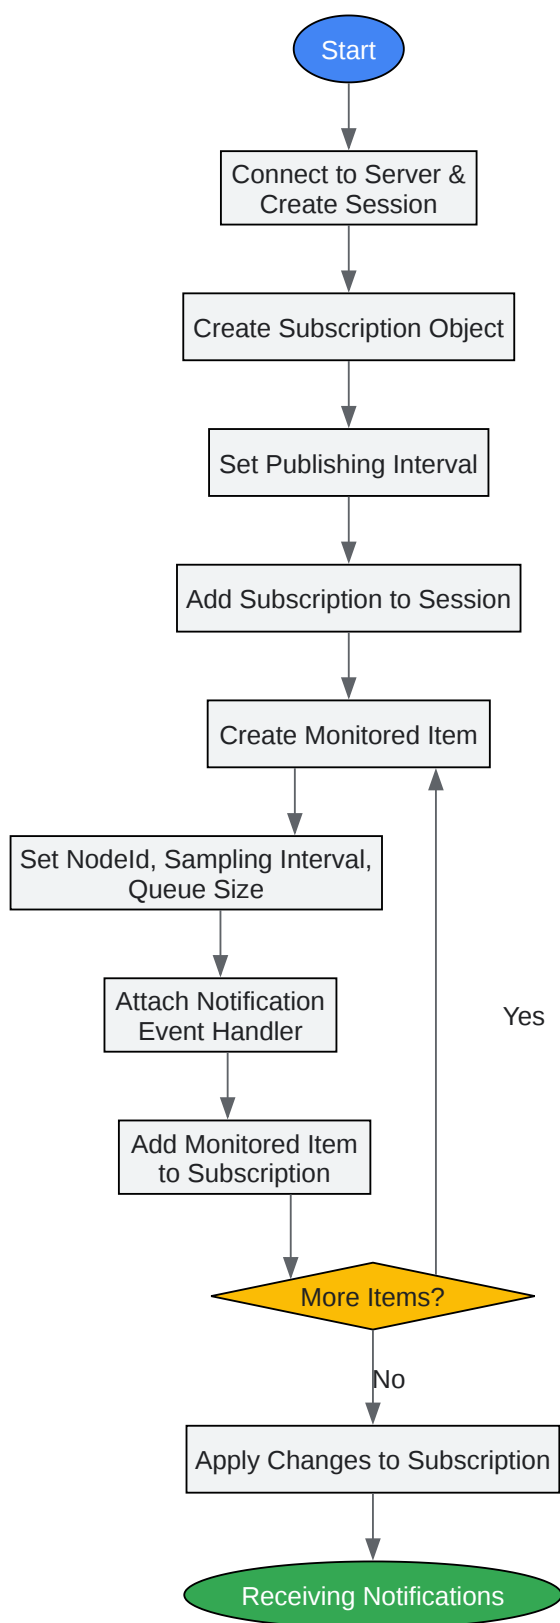 Start
Connect to Server &
Create Session
Create Subscription Object
Set Publishing Interval
Add Subscription to Session
Create Monitored Item
Set NodeId, Sampling Interval,
Queue Size
Attach Notification
Event Handler
Yes
Add Monitored Item
to Subscription
More Items?
No
Apply Changes to Subscription
Receiving Notifications